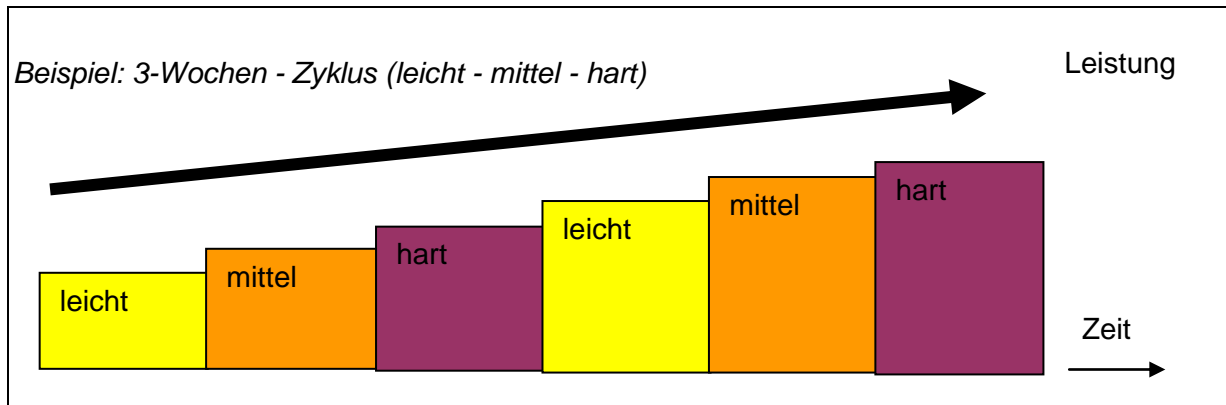 Beispiel: 3-Wochen - Zyklus (leicht - mittel - hart)
Leistung
leicht
mittel
hart
leicht
mittel
hart
Zeit